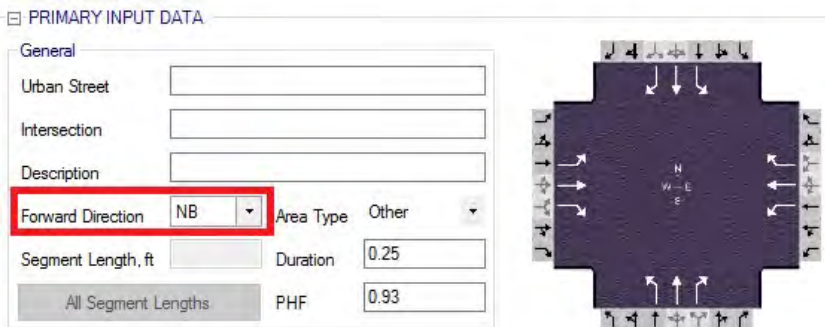 PRIMARY INPUT DATA
General
Urban Street
Intersection
Description
Forward Direction NB Area Type Other
Segment Length, ft Duration 0.25
All Segment Lengths PHF 0.93
N
W E